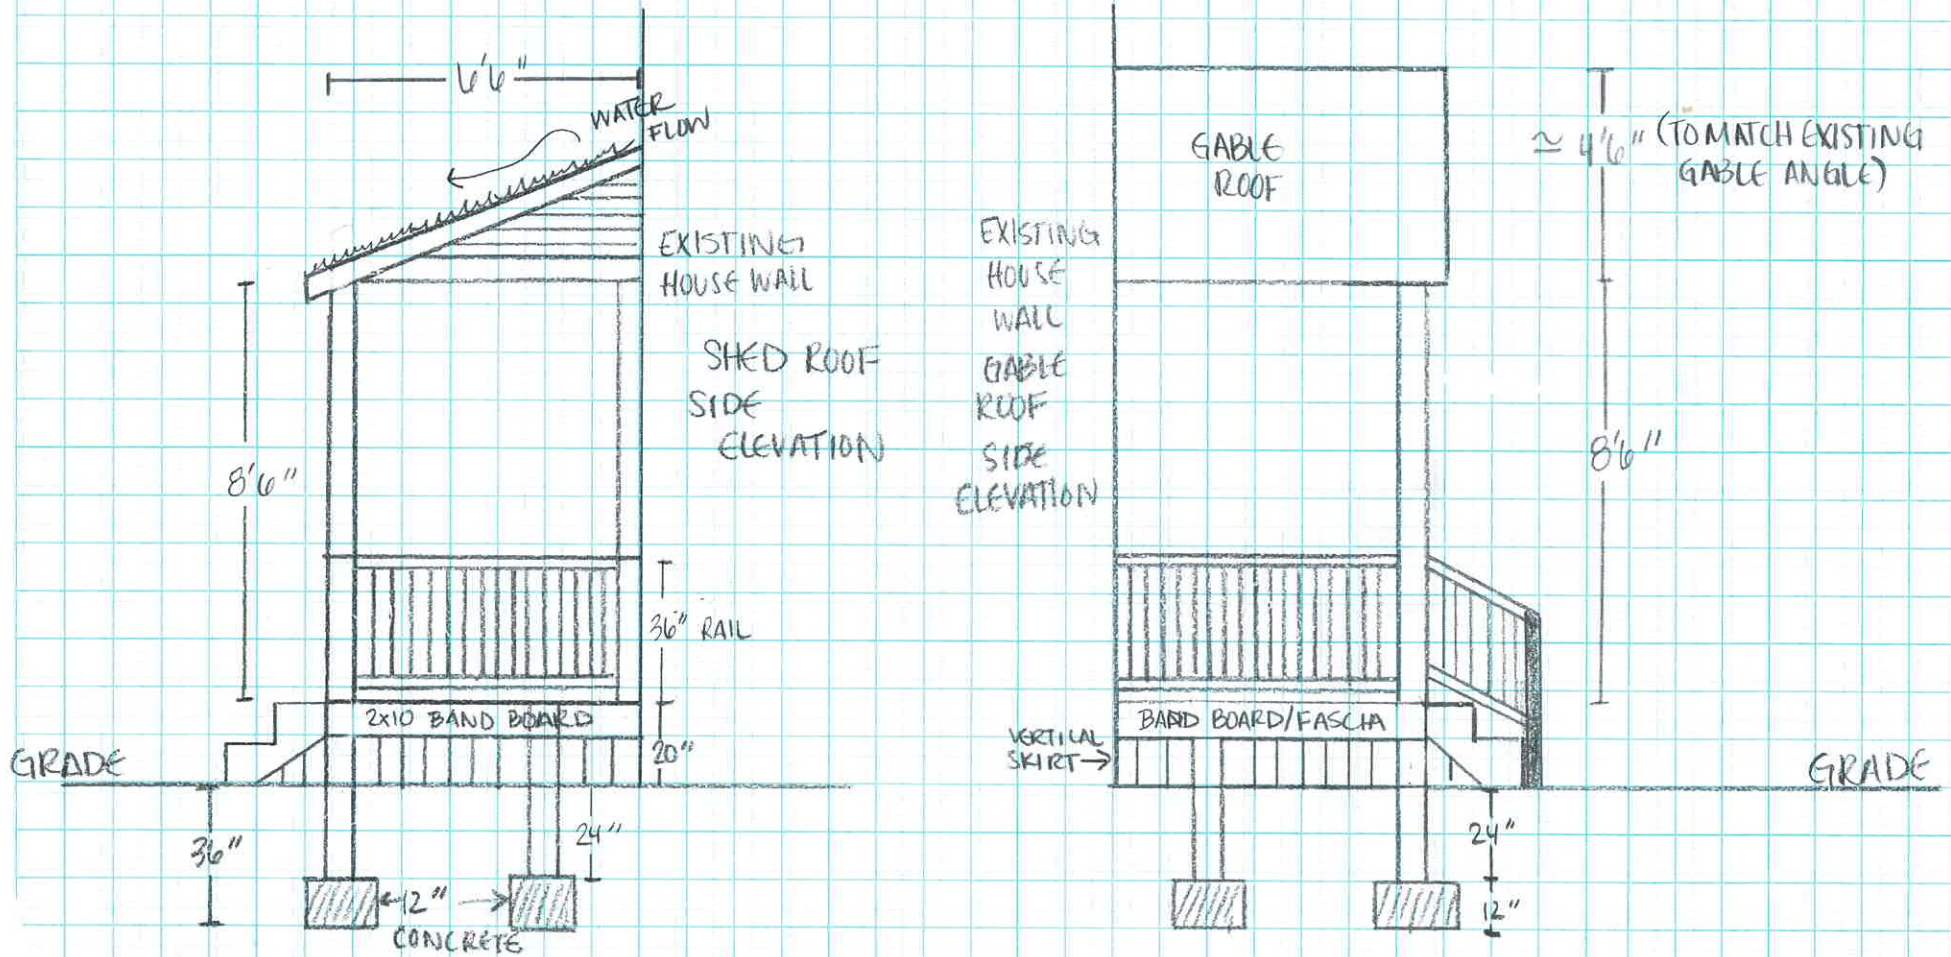 6'6"
WATER
FLOW
EXISTING
HOUSE WALL
SHED ROOF
SIDE
ELEVATION
8'6"
36" RAIL
2x10 BAND BOARD
20"
GRADE
36"
24"
12"
CONCRETE
GABLE
ROOF
≃ 4'6" (TO MATCH EXISTING
GABLE ANGLE)
EXISTING
HOUSE
WALL
GABLE
ROOF
SIDE
ELEVATION
8'6"
BAND BOARD/FASCIA
VERTICAL
SKIRT
GRADE
24"
12"